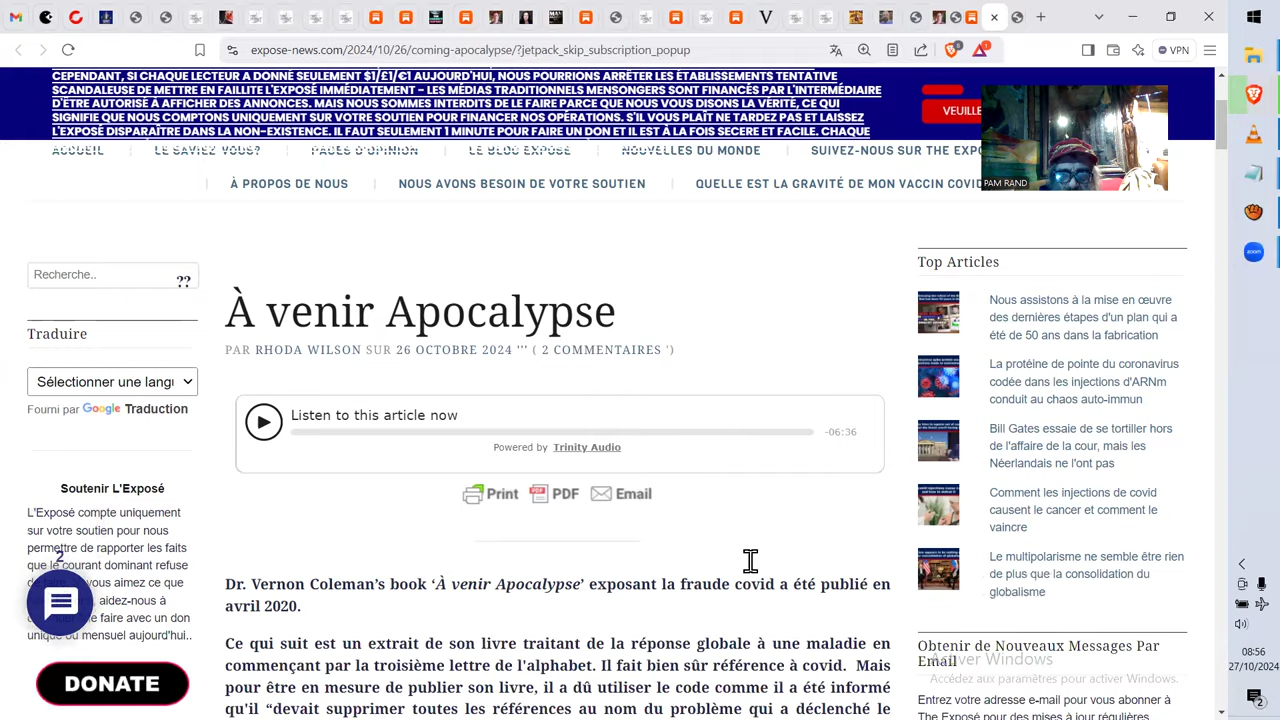 expose-news.com/2024/10/26/coming-apocalypse/?jetpack_skip_subscription_popup
6
1
VPN
CEPENDANT, SI CHAQUE LECTEUR A DONNÉ SEULEMENT $1/£1/€1 AUJOURD'HUI, NOUS POURRIONS ARRÊTER LES ÉTABLISSEMENTS TENTATIVE
SCANDALEUSE DE METTRE EN FAILLITE L'EXPOSÉ IMMÉDIATEMENT – LES MÉDIAS TRADITIONNELS MENSONGERS SONT FINANCÉS PAR L'INTERMÉDIAIRE
D'ÊTRE AUTORISÉ À AFFICHER DES ANNONCES. MAIS NOUS SOMMES INTERDITS DE LE FAIRE PARCE QUE NOUS VOUS DISONS LA VÉRITÉ, CE QUI
SIGNIFIE QUE NOUS COMPTONS UNIQUEMENT SUR VOTRE SOUTIEN POUR FINANCER NOS OPÉRATIONS. S'IL VOUS PLAÎT NE TARDEZ PAS ET LAISSEZ
L'EXPOSÉ DISPARAÎTRE DANS LA NON-EXISTENCE. IL FAUT SEULEMENT 1 MINUTE POUR FAIRE UN DON ET IL EST À LA FOIS SECERE ET FACILE. CHAQUE
VEUILLE
PAM RAND
ACCUEIL
LE SAVIEZ-VOUS?
PAGES D'OPINION
LE BLOG EXPOSÉ
NOUVELLES DU MONDE
SUIVEZ-NOUS SUR THE EXPO
À PROPOS DE NOUS
NOUS AVONS BESOIN DE VOTRE SOUTIEN
QUELLE EST LA GRAVITÉ DE MON VACCIN COVID
Recherche..
??
Traduire
Sélectionner une langu
Fourni par Google Traduction
Soutenir L'Exposé
L'Exposé compte uniquement
sur votre soutien pour nous
permettre de rapporter les faits
que le courant dominant refuse
de faire.
vous aimez ce que
aidez-nous à
faire avec un don
unique ou mensuel aujourd'hui..
2
DONATE
À venir Apocalypse
PAR RHODA WILSON SUR 26 OCTOBRE 2024 ''' ( 2 COMMENTAIRES ')
Listen to this article now
-06:36
Powered by Trinity Audio
Print PDF Email
Dr. Vernon Coleman's book ‘À venir Apocalypse’ exposant la fraude covid a été publié en
avril 2020.
Ce qui suit est un extrait de son livre traitant de la réponse globale à une maladie en
commençant par la troisième lettre de l'alphabet. Il fait bien sûr référence à covid. Mais
pour être en mesure de publier son livre, il a dû utiliser le code comme il a été informé
qu'il “devait supprimer toutes les références au nom du problème qui a déclenché le
Top Articles
Nous assistons à la mise en œuvre
des dernières étapes d'un plan qui a
été de 50 ans dans la fabrication
La protéine de pointe du coronavirus
codée dans les injections d'ARNm
conduit au chaos auto-immun
Bill Gates essaie de se tortiller hors
de l'affaire de la cour, mais les
Néerlandais ne l'ont pas
Comment les injections de covid
causent le cancer et comment le
vaincre
Le multipolarisme ne semble être rien
de plus que la consolidation du
globalisme
Obtenir de Nouveaux Messages Par
Email
Activer Windows
Accédez aux paramètres pour activer Windows.
Entrez votre adresse e-mail pour vous abonner à
The Exposé pour des mises à jour régulières
zoom
08:56
27/10/2024
2